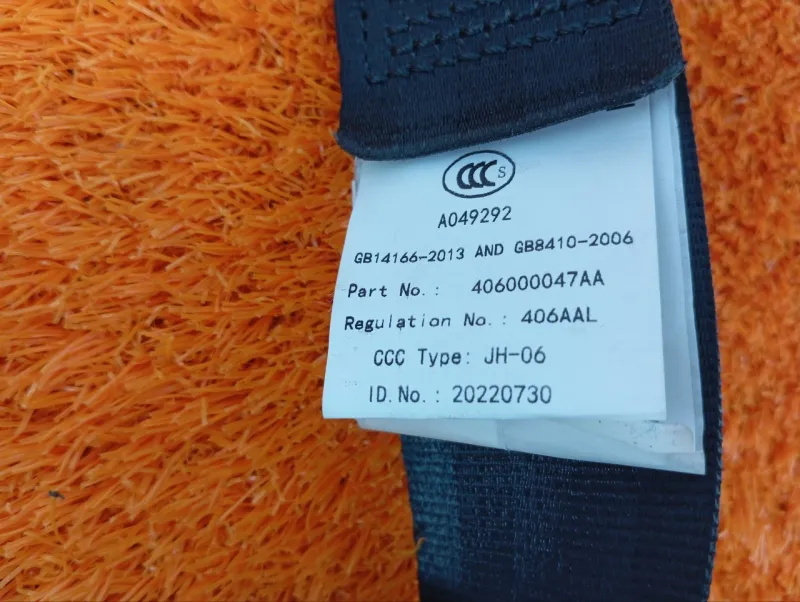 CCC S
A049292
GB14166-2013 AND GB8410-2006
Part No.: 406000047AA
Regulation No.: 406AAL
CCC Type: JH-06
ID.No.: 20220730